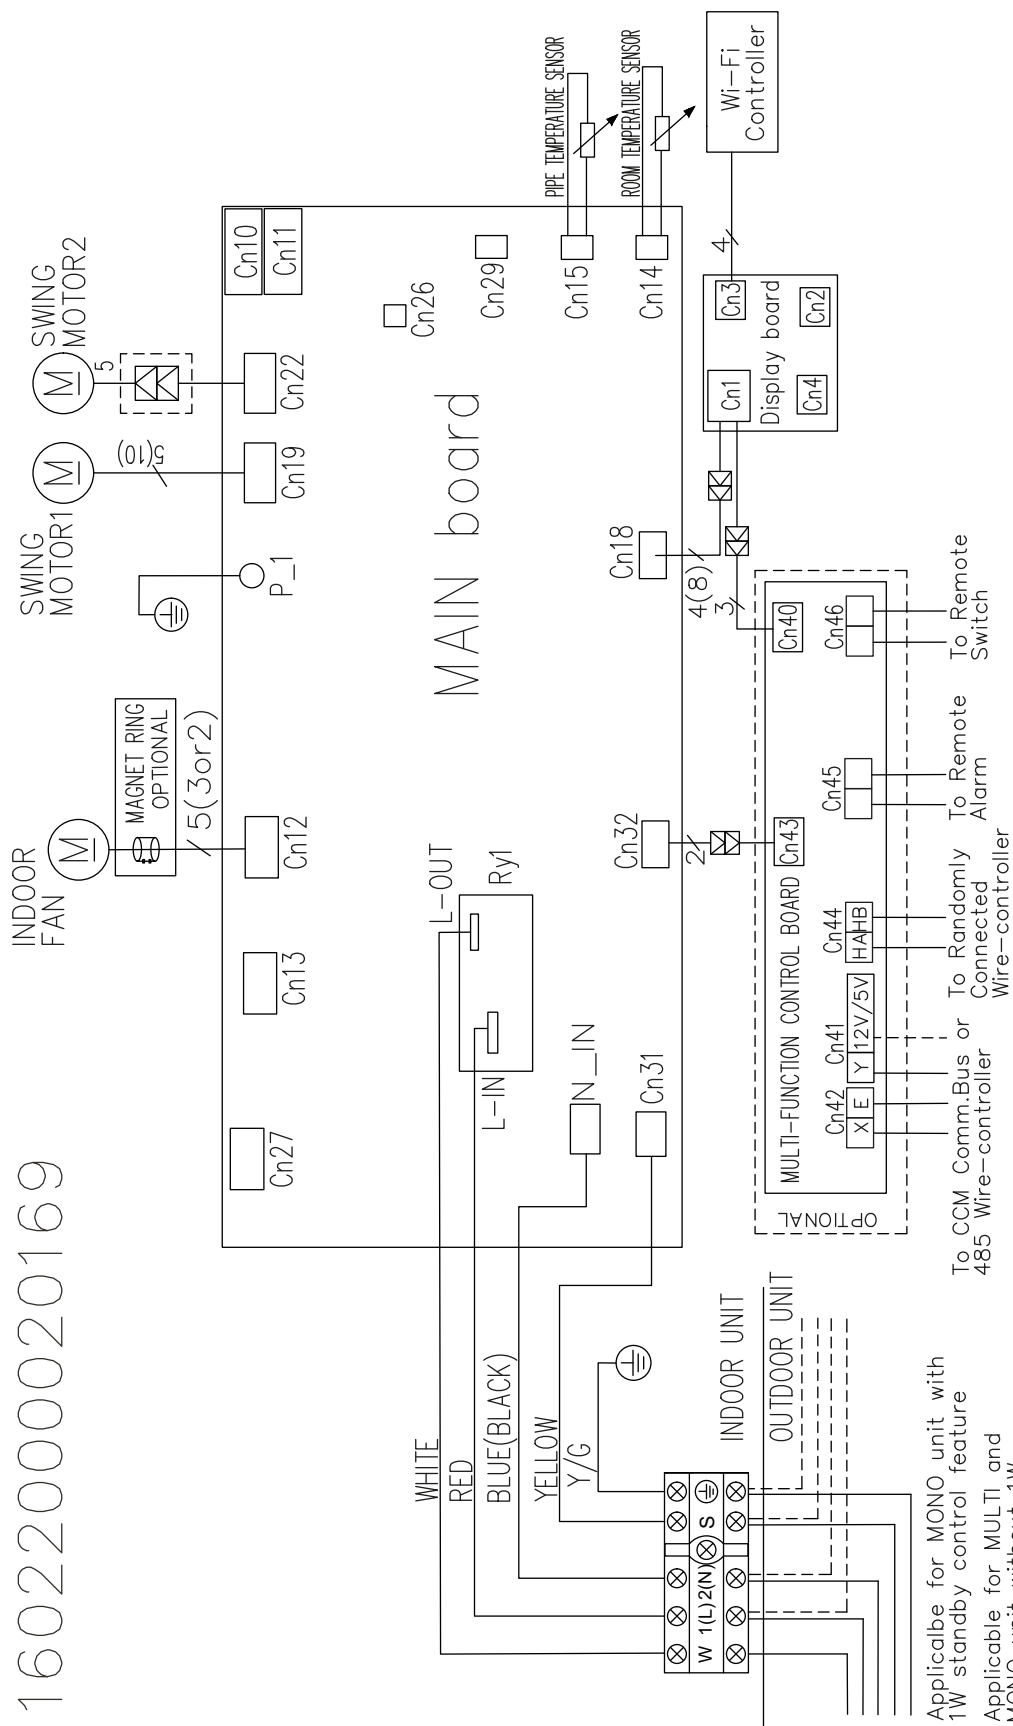 16022000020169
INDOOR
FAN
SWING
MOTOR1
SWING
MOTOR2
M
M
M
MAGNET RING
OPTIONAL
5(3or2)
5(10)
5
Cn27
Cn13
Cn12
P_1
Cn19
Cn22
Cn10
Cn11
Cn26
Cn29
Cn15
Cn14
PIPE TEMPERATURE SENSOR
ROOM TEMPERATURE SENSOR
MAIN board
L-IN
L-OUT
Ry1
N_IN
Cn31
Cn32
Cn18
WHITE
RED
BLUE(BLACK)
YELLOW
Y/G
W 1(L) 2(N) S
INDOOR UNIT
OUTDOOR UNIT
2
4(8)
3
4
Cn1
Cn3
Display board
Cn4
Cn2
Wi-Fi
Controller
OPTIONAL
MULTI-FUNCTION CONTROL BOARD
Cn43
Cn40
Cn42
Cn41
Cn44
Cn45
Cn46
X E
Y 12V/5V
HA HB
To CCM Comm.Bus or
485 Wire-controller
To Randomly
Connected
Wire-controller
To Remote
Alarm
To Remote
Switch
Applicalbe for MONO unit with
1W standby control feature
Applicable for MULTI and
MONO unit without 1W